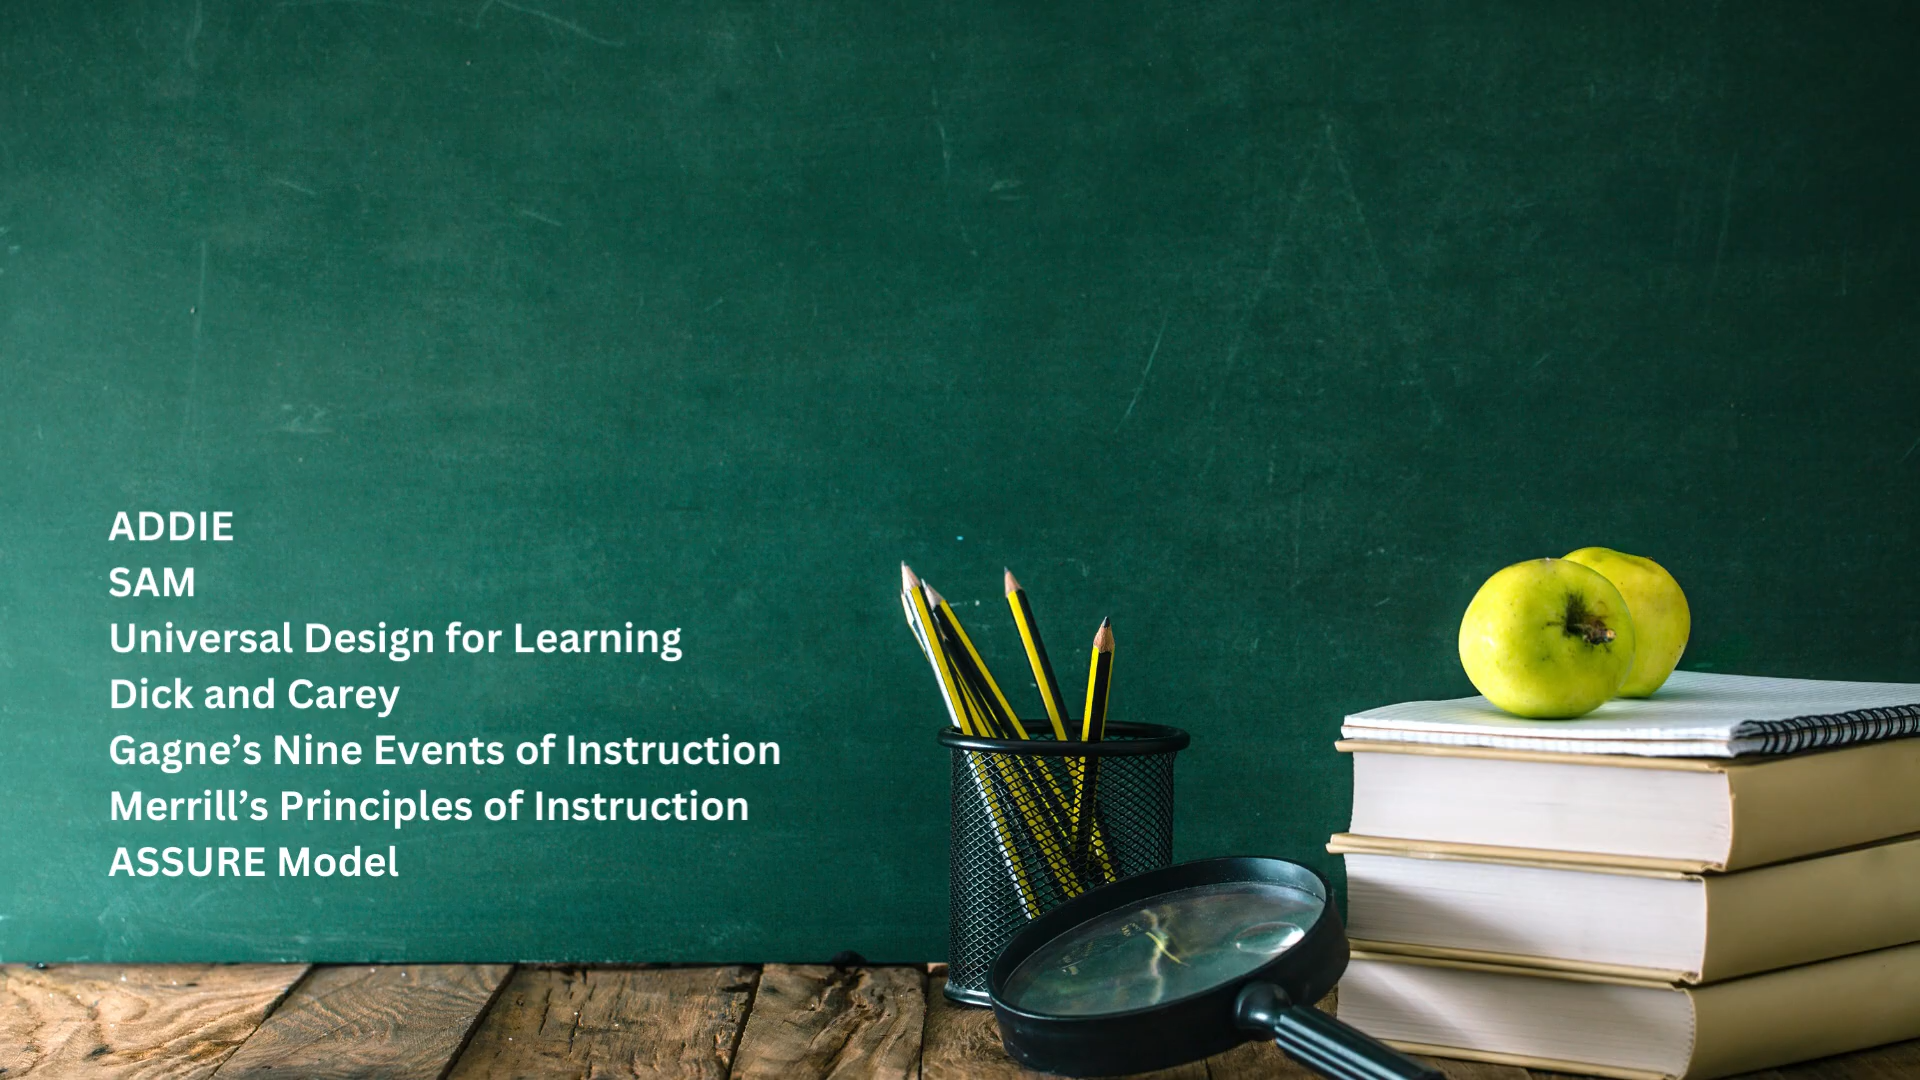 ADDIE
SAM
Universal Design for Learning
Dick and Carey
Gagne’s Nine Events of Instruction
Merrill’s Principles of Instruction
ASSURE Model